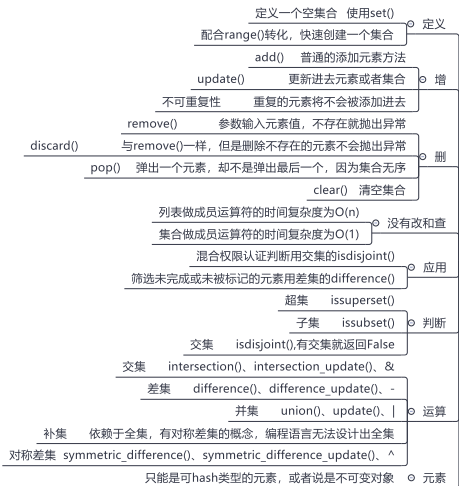 定义一个空集合 使用set()
定义
配合range()转化，快速创建一个集合
add() 普通的添加元素方法
update() 更新进去元素或者集合
增
不可重复性 重复的元素将不会被添加进去
remove() 参数输入元素值，不存在就抛出异常
discard() 与remove()一样，但是删除不存在的元素不会抛出异常
删
pop() 弹出一个元素，却不是弹出最后一个，因为集合无序
clear() 清空集合
列表做成员运算符的时间复杂度为O(n)
没有改和查
集合做成员运算符的时间复杂度为O(1)
混合权限认证判断用交集的isdisjoint()
应用
筛选未完成或未被标记的元素用差集的difference()
超集 issuperset()
子集 issubset()
判断
交集 isdisjoint(),有交集就返回False
交集 intersection()、intersection_update()、&
差集 difference()、difference_update()、-
并集 union()、update()、|
运算
补集 依赖于全集，有对称差集的概念，编程语言无法设计出全集
对称差集 symmetric_difference()、symmetric_difference_update()、^
只能是可hash类型的元素，或者说是不可变对象
元素